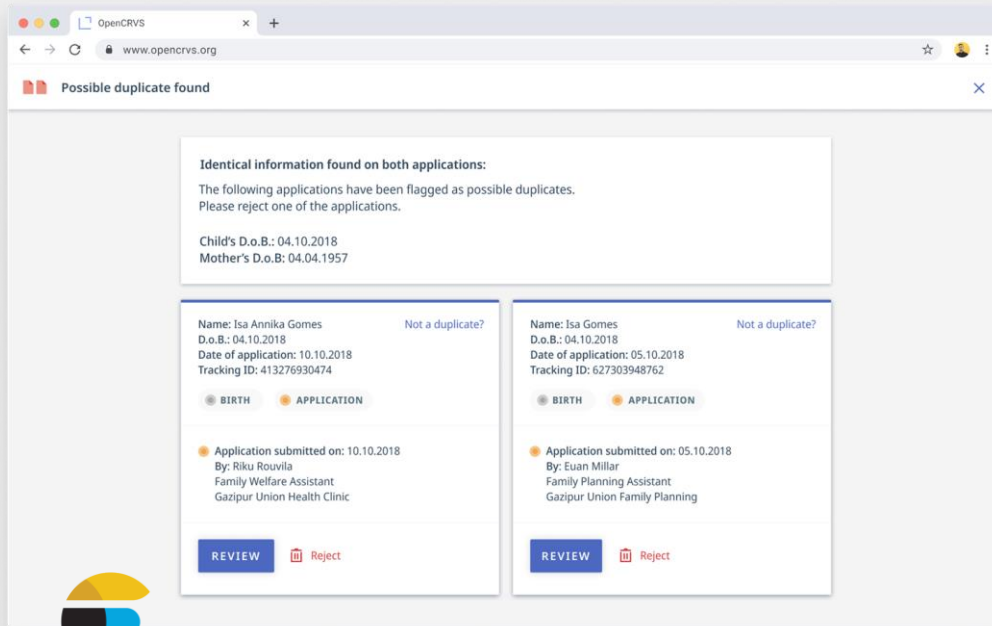 OpenCRVS
www.opencrvs.org
Possible duplicate found
Identical information found on both applications:
The following applications have been flagged as possible duplicates.
Please reject one of the applications.
Child's D.o.B.: 04.10.2018
Mother's D.o.B: 04.04.1957
Name: Isa Annika Gomes
Not a duplicate?
D.o.B.: 04.10.2018
Date of application: 10.10.2018
Tracking ID: 413276930474
BIRTH
APPLICATION
Application submitted on: 10.10.2018
By: Riku Rouvila
Family Welfare Assistant
Gazipur Union Health Clinic
REVIEW
Reject
Name: Isa Gomes
Not a duplicate?
D.o.B.: 04.10.2018
Date of application: 05.10.2018
Tracking ID: 627303948762
BIRTH
APPLICATION
Application submitted on: 05.10.2018
By: Euan Millar
Family Planning Assistant
Gazipur Union Family Planning
REVIEW
Reject